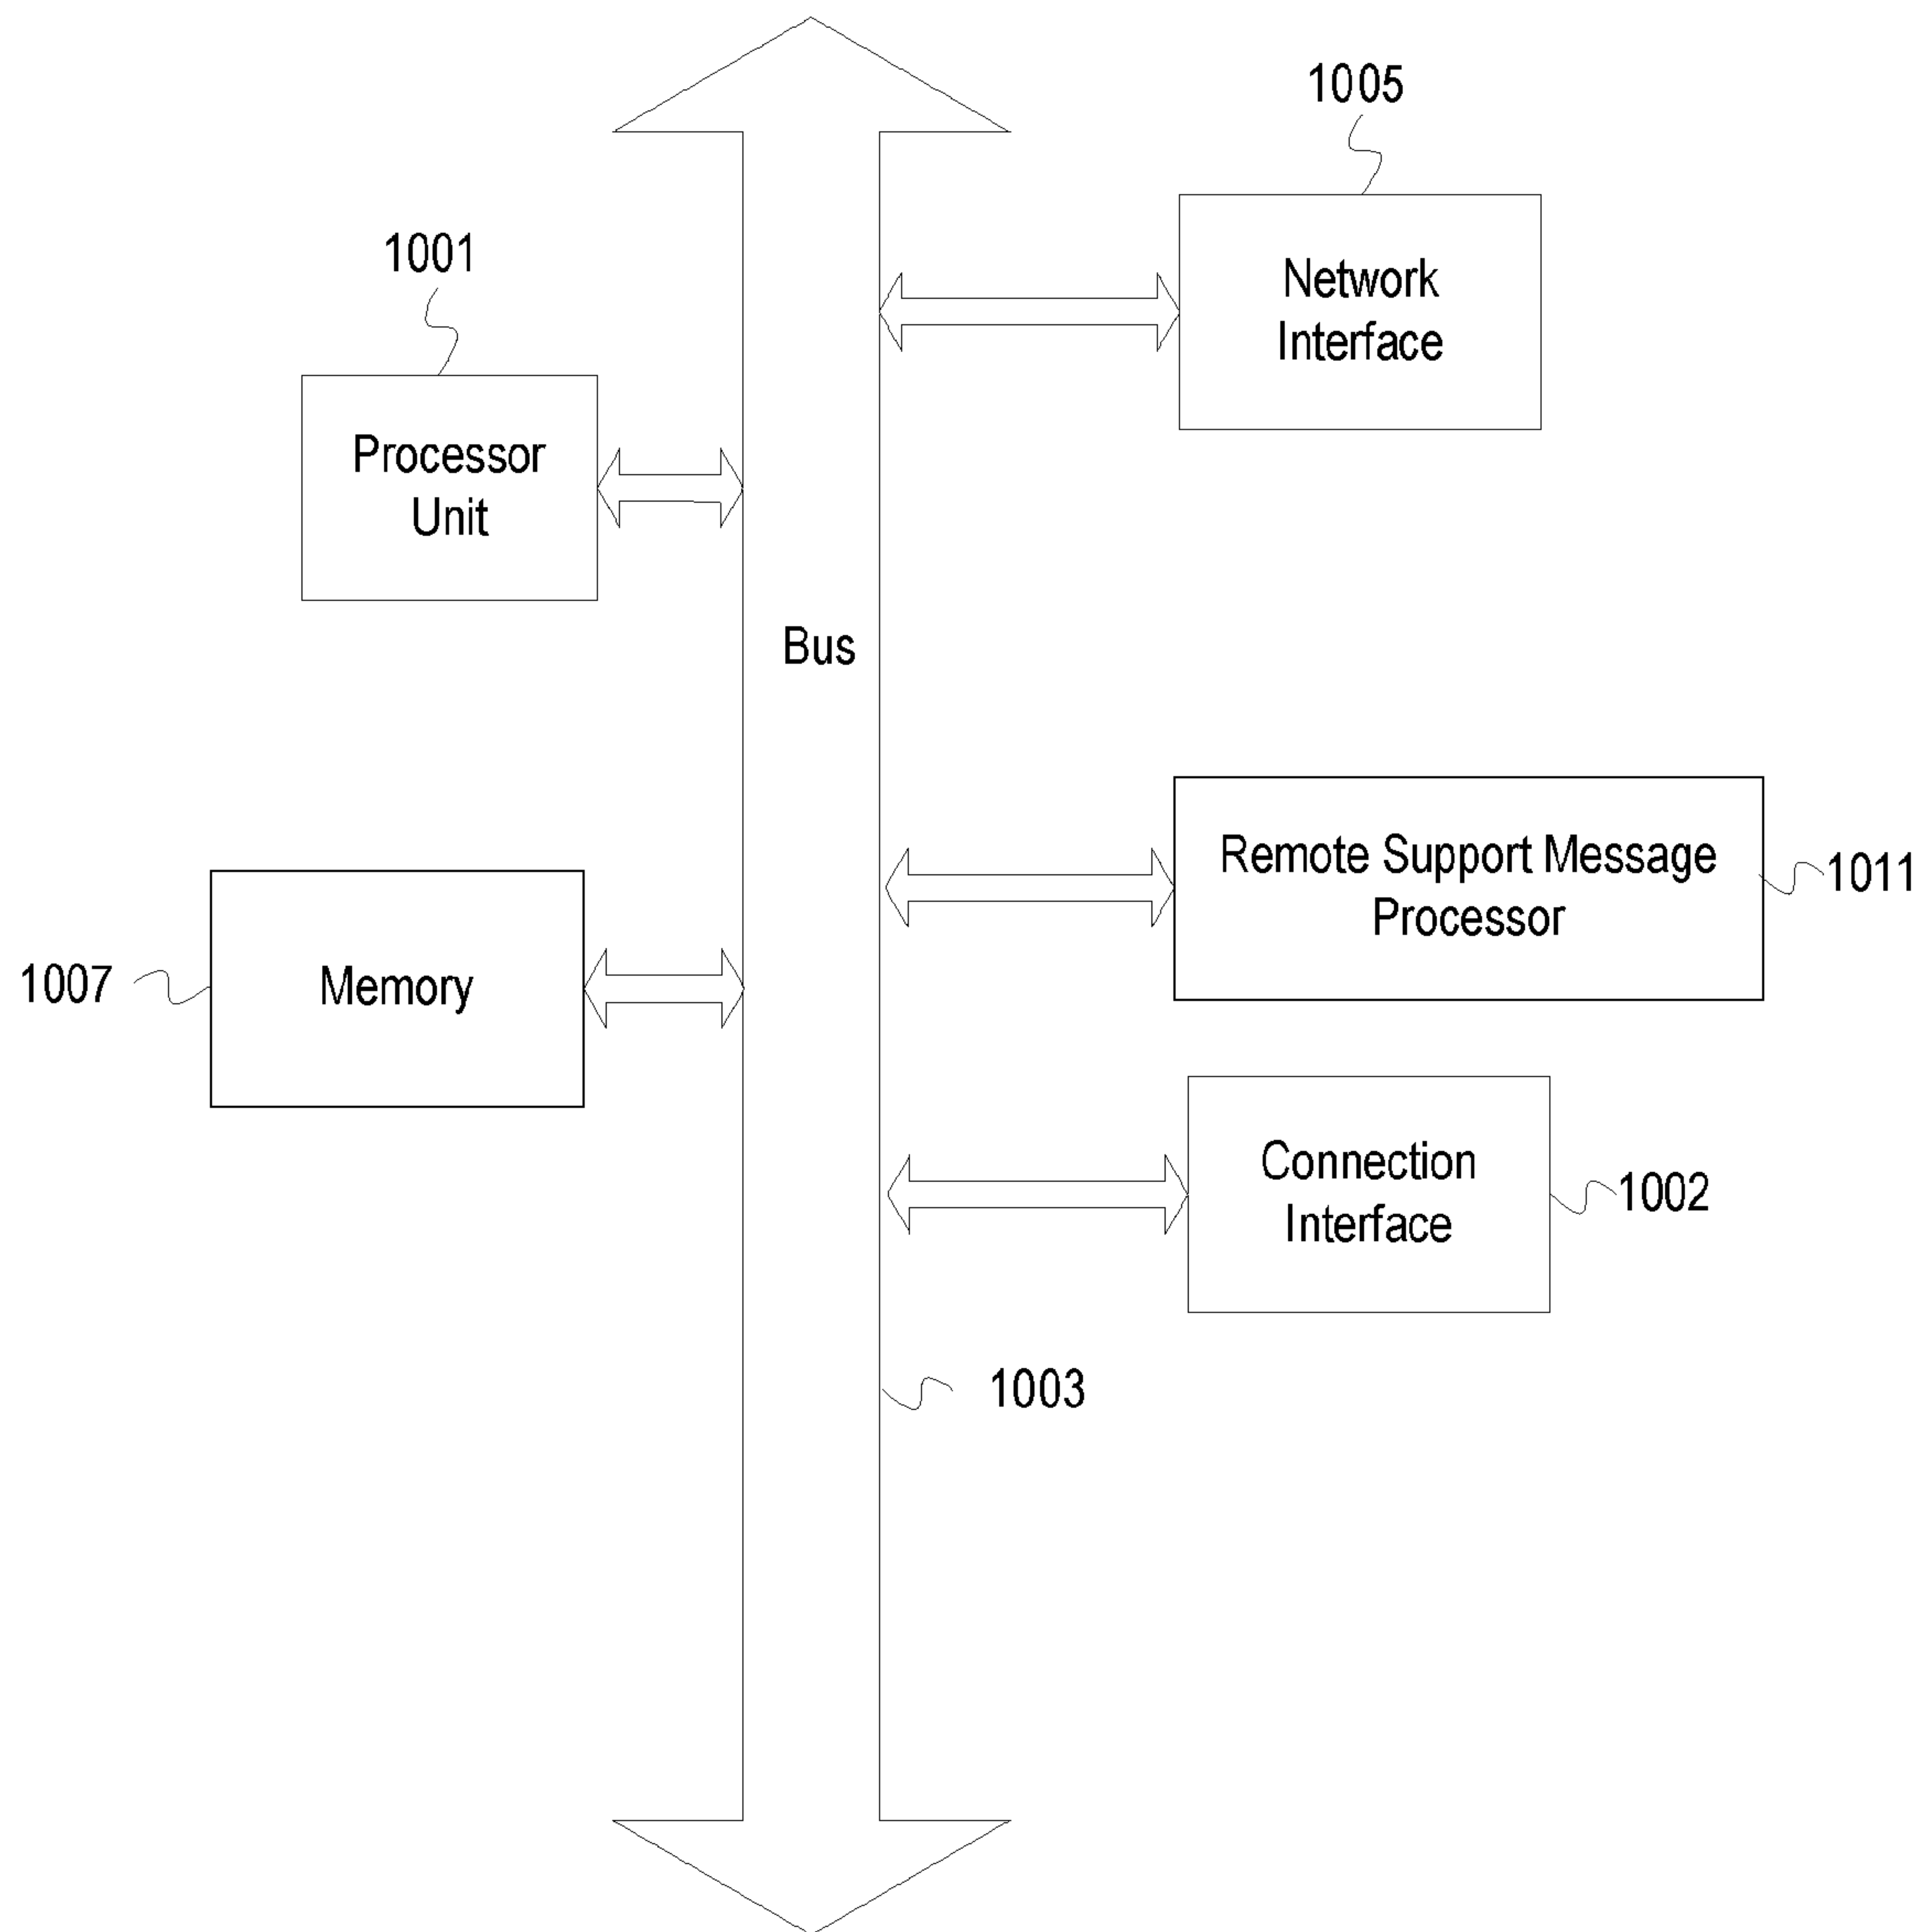 1005
Network
Interface
1001
Processor
Unit
Bus
Remote Support Message
Processor
1011
1007
Memory
Connection
Interface
1002
1003